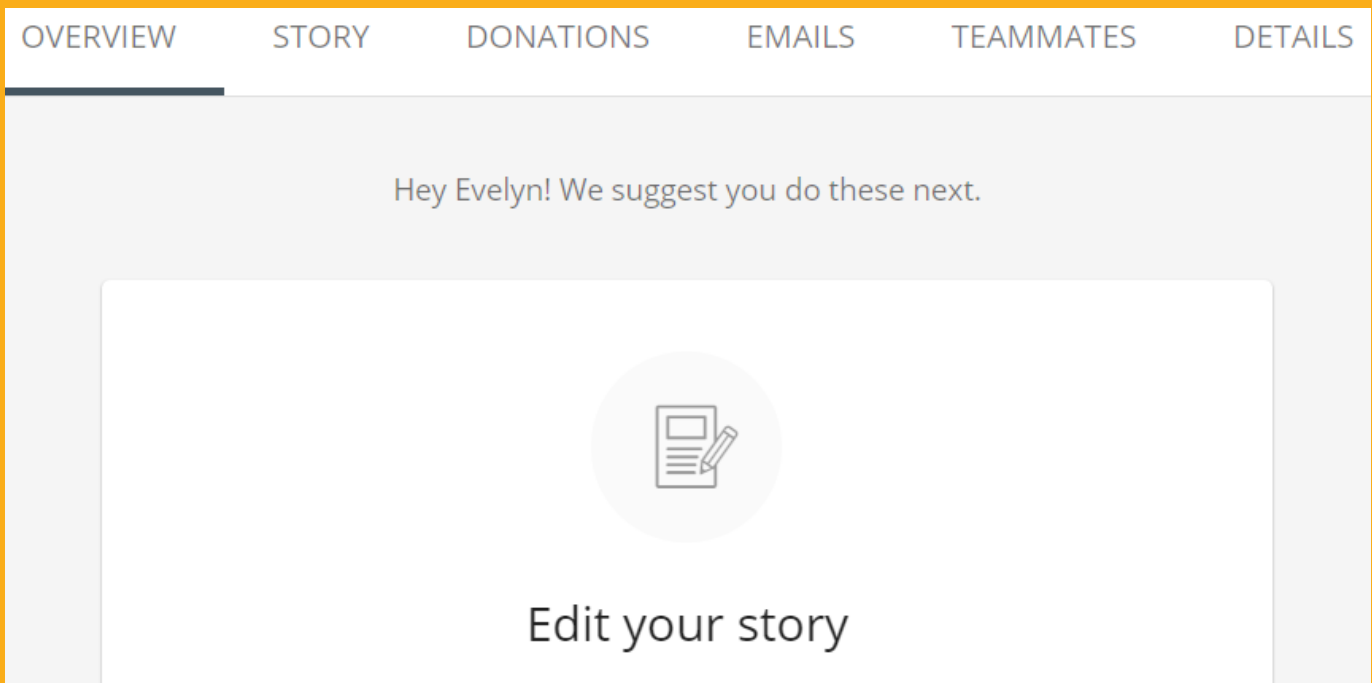 OVERVIEW STORY DONATIONS EMAILS TEAMMATES DETAILS
Hey Evelyn! We suggest you do these next.
Edit your story